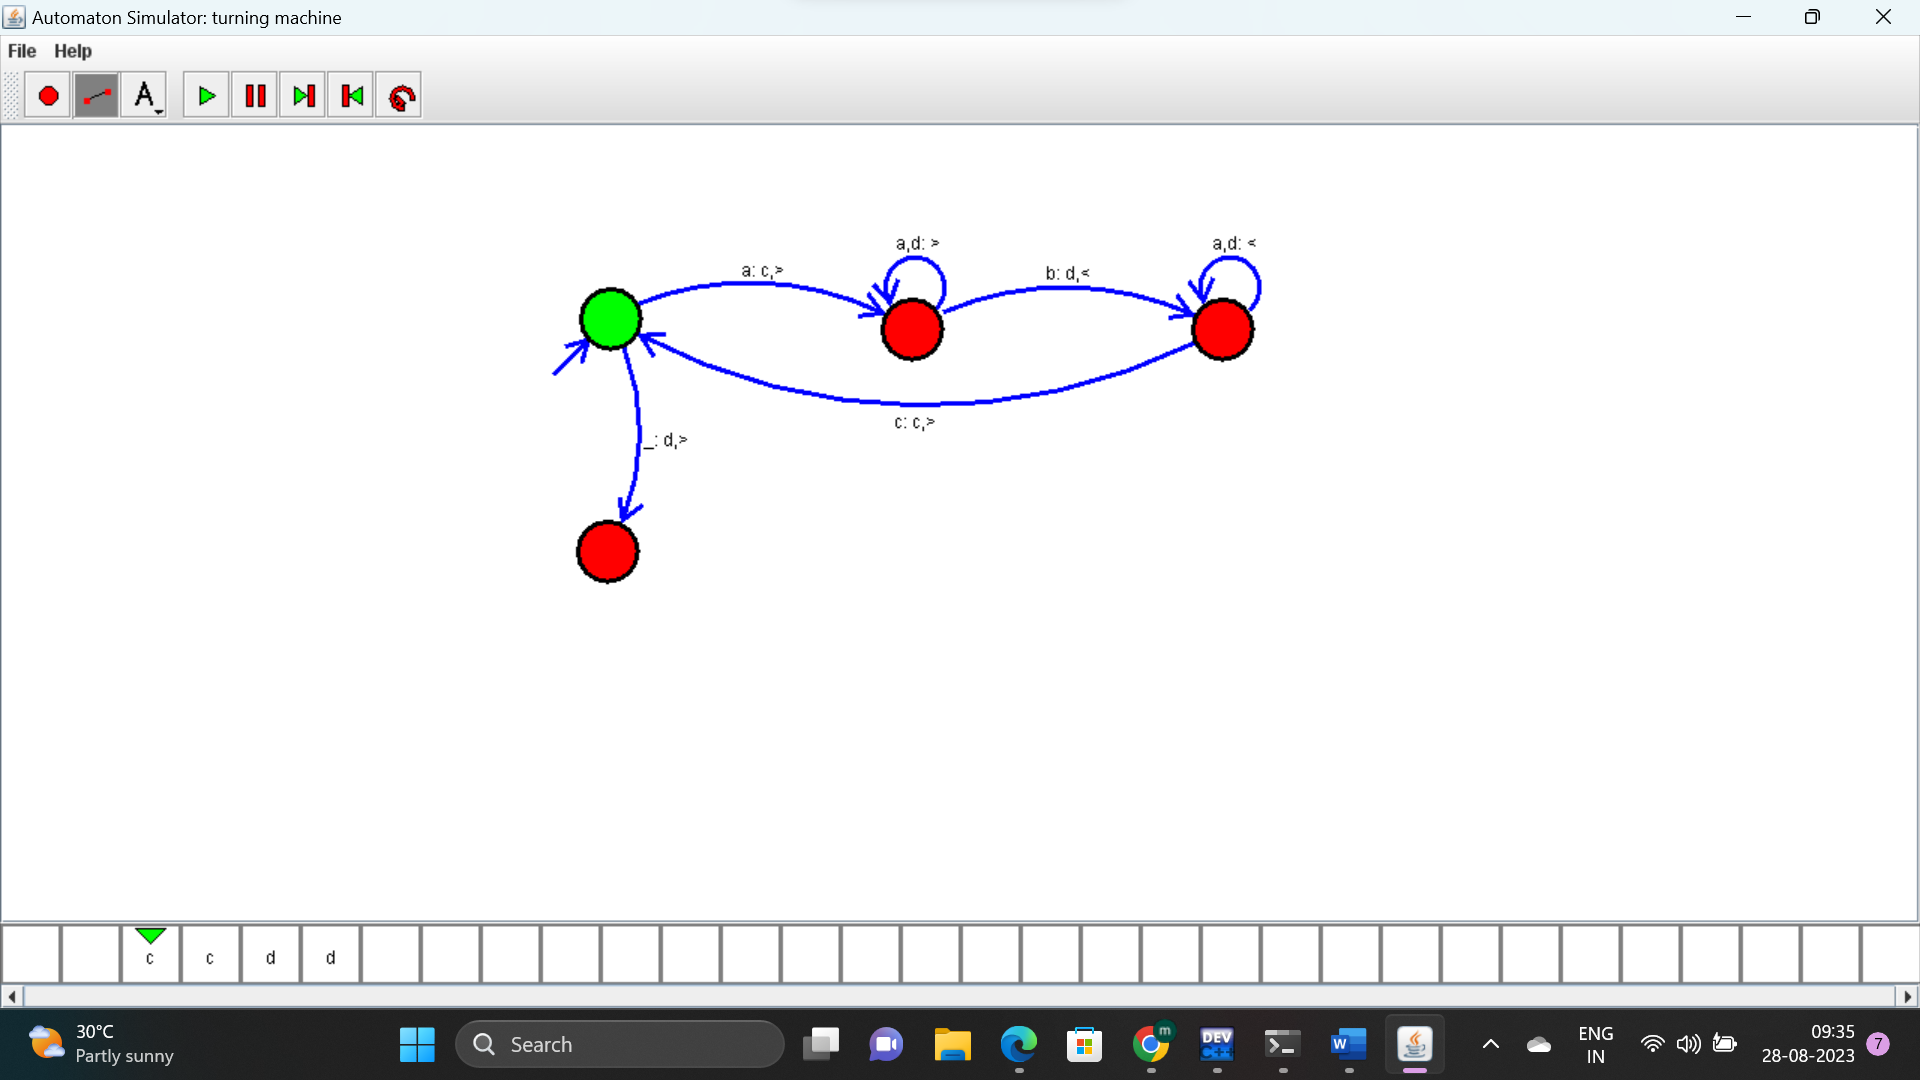 Automaton Simulator: turning machine
File Help
A
a,d: >
a,d: <
a: c,>
b: d,<
c: c,>
_: d,>
c c d d
30°C
Partly sunny
Search
m
DEV
C++
W
ENG
IN
09:35
28-08-2023
7